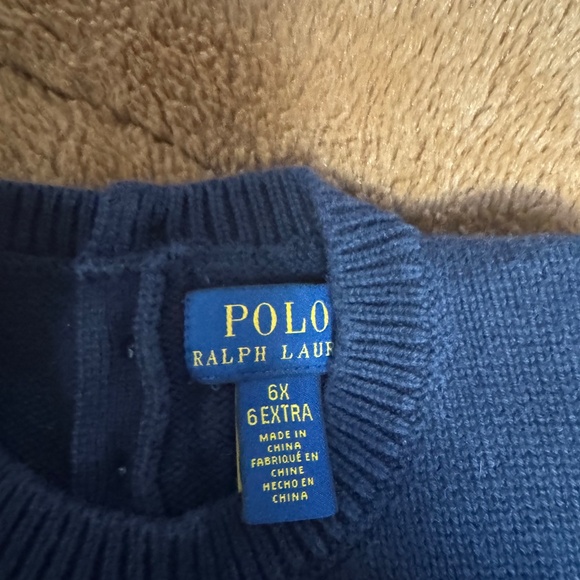 POLO
RALPH LAUR
6X
6 EXTRA
MADE IN
CHINA
FABRIQUÉ EN
CHINE
HECHO EN
CHINA